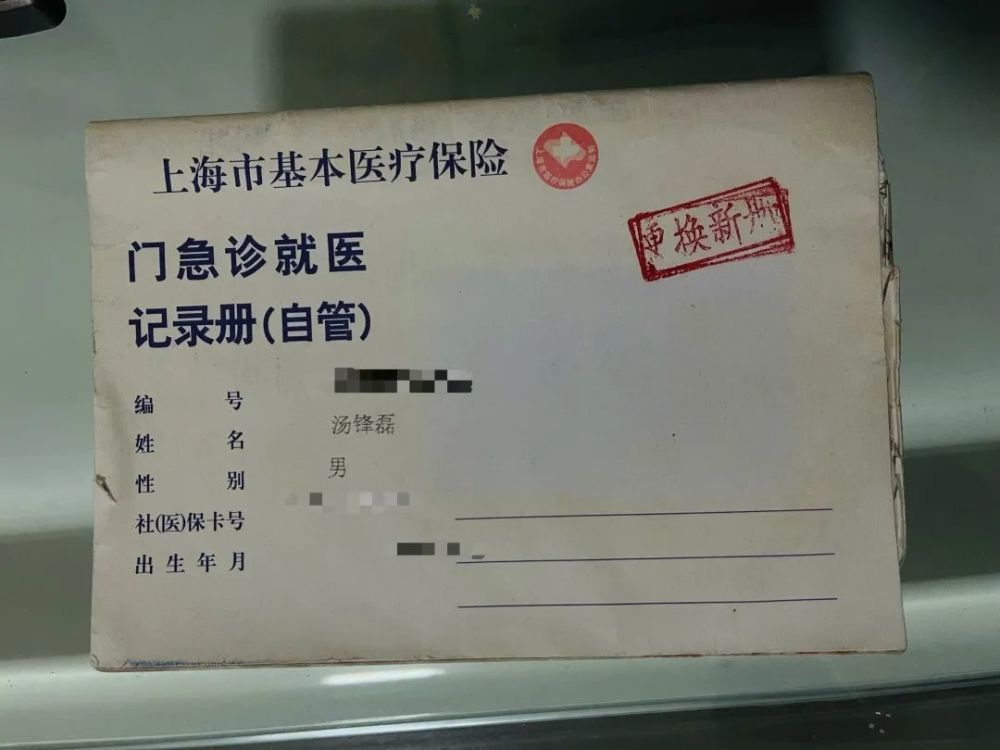 上海市基本医疗保险
换新册
门急诊就医
记录册(自管)
编号
姓名 汤锋磊
性别 男
社(医)保卡号
出生年月